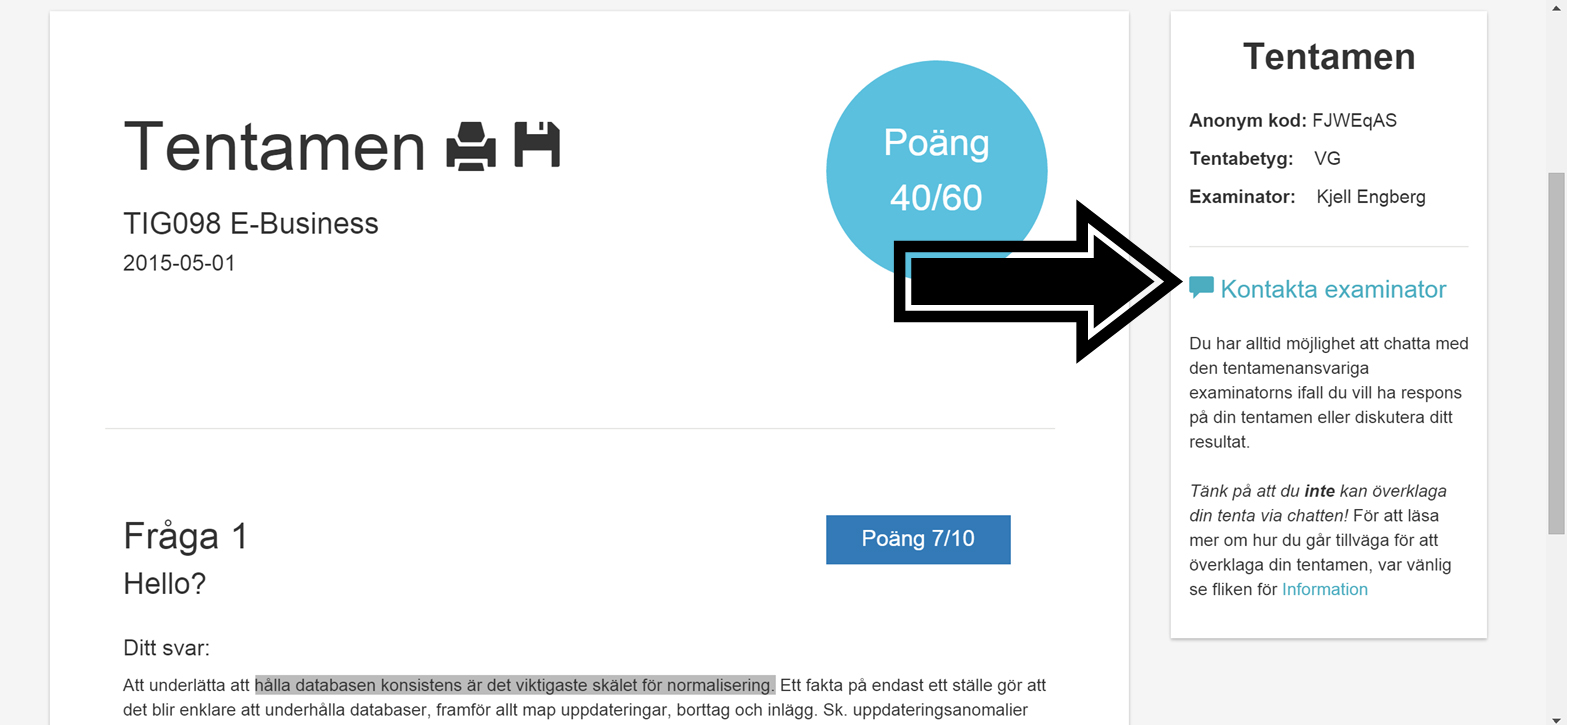 Tentamen
TIG098 E-Business
2015-05-01
Poäng
40/60
Fråga 1
Hello?
Poäng 7/10
Ditt svar:
Att underlätta att hålla databasen konsistens är det viktigaste skälet för normalisering. Ett fakta på endast ett ställe gör att
det blir enklare att underhålla databaser, framför allt map uppdateringar, borttag och inlägg. Sk. uppdateringsanomalier
Tentamen
Anonym kod: FJWEqAS
Tentabetyg: VG
Examinator: Kjell Engberg
Kontakta examinator
Du har alltid möjlighet att chatta med
den tentamenansvariga
examinatorns ifall du vill ha respons
på din tentamen eller diskutera ditt
resultat.
Tänk på att du inte kan överklaga
din tenta via chatten! För att läsa
mer om hur du går tillväga för att
överklaga din tentamen, var vänlig
se fliken för Information